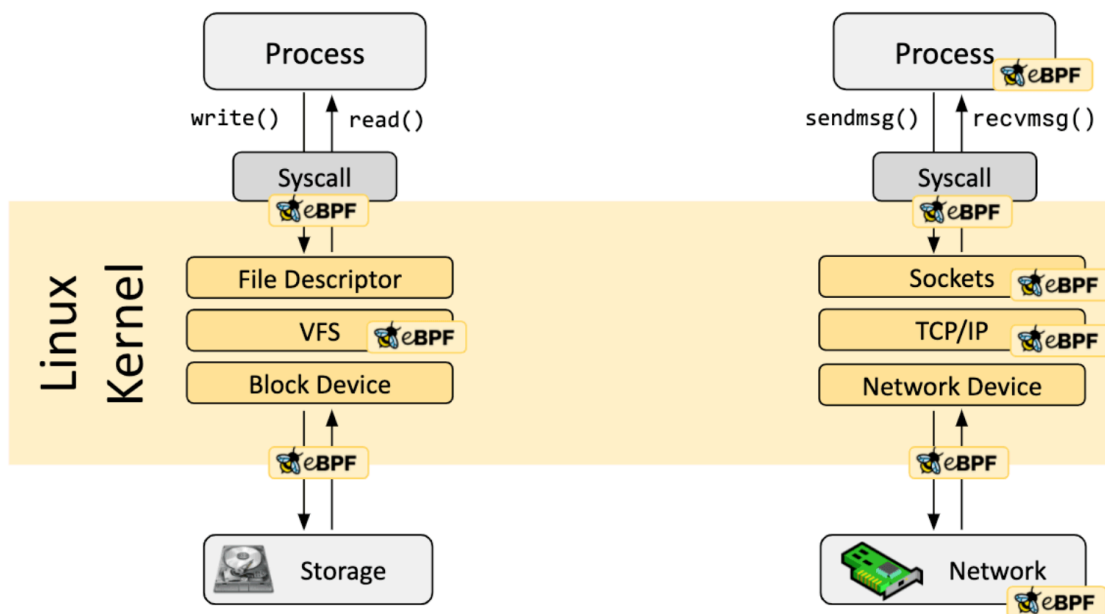 Process
Process
eBPF
write()
read()
sendmsg()
recvmsg()
Syscall
eBPF
Syscall
eBPF
Linux
Kernel
File Descriptor
Sockets
eBPF
VFS
eBPF
TCP/IP
eBPF
Block Device
Network Device
eBPF
eBPF
Storage
Network
eBPF